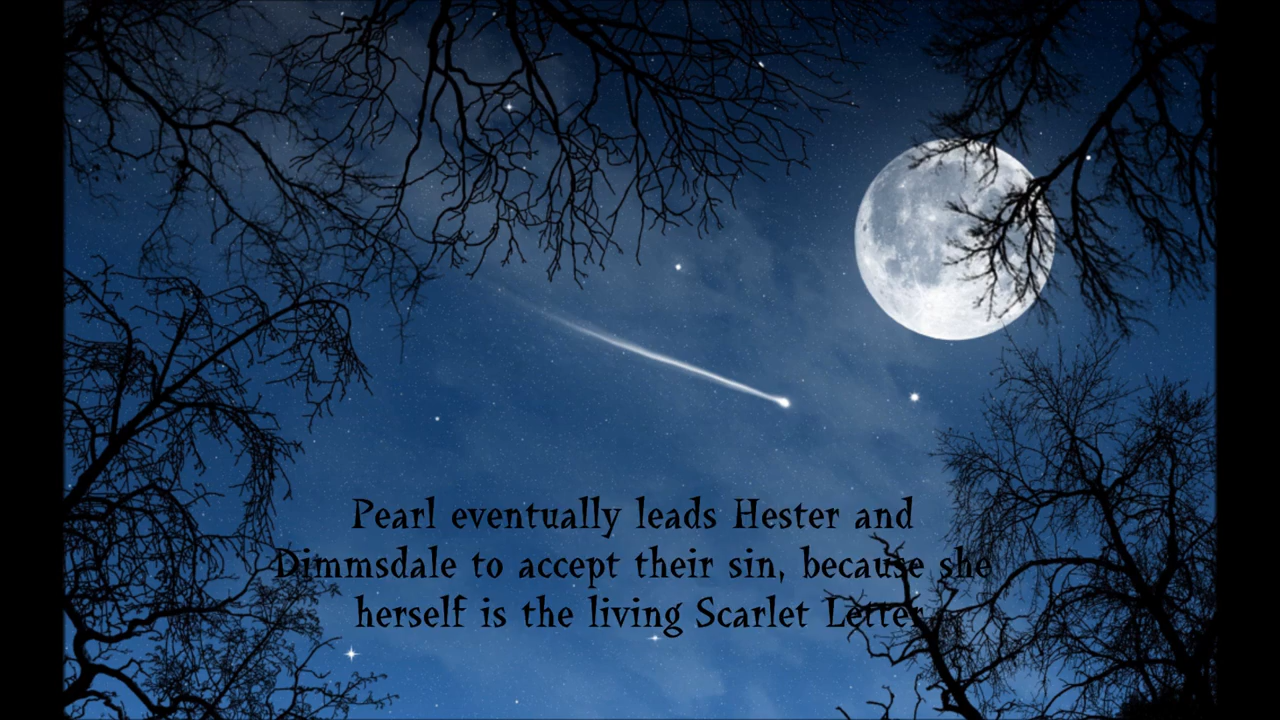 Pearl eventually leads Hester and
Dimmsdale to accept their sin, because she
herself is the living Scarlet Letter